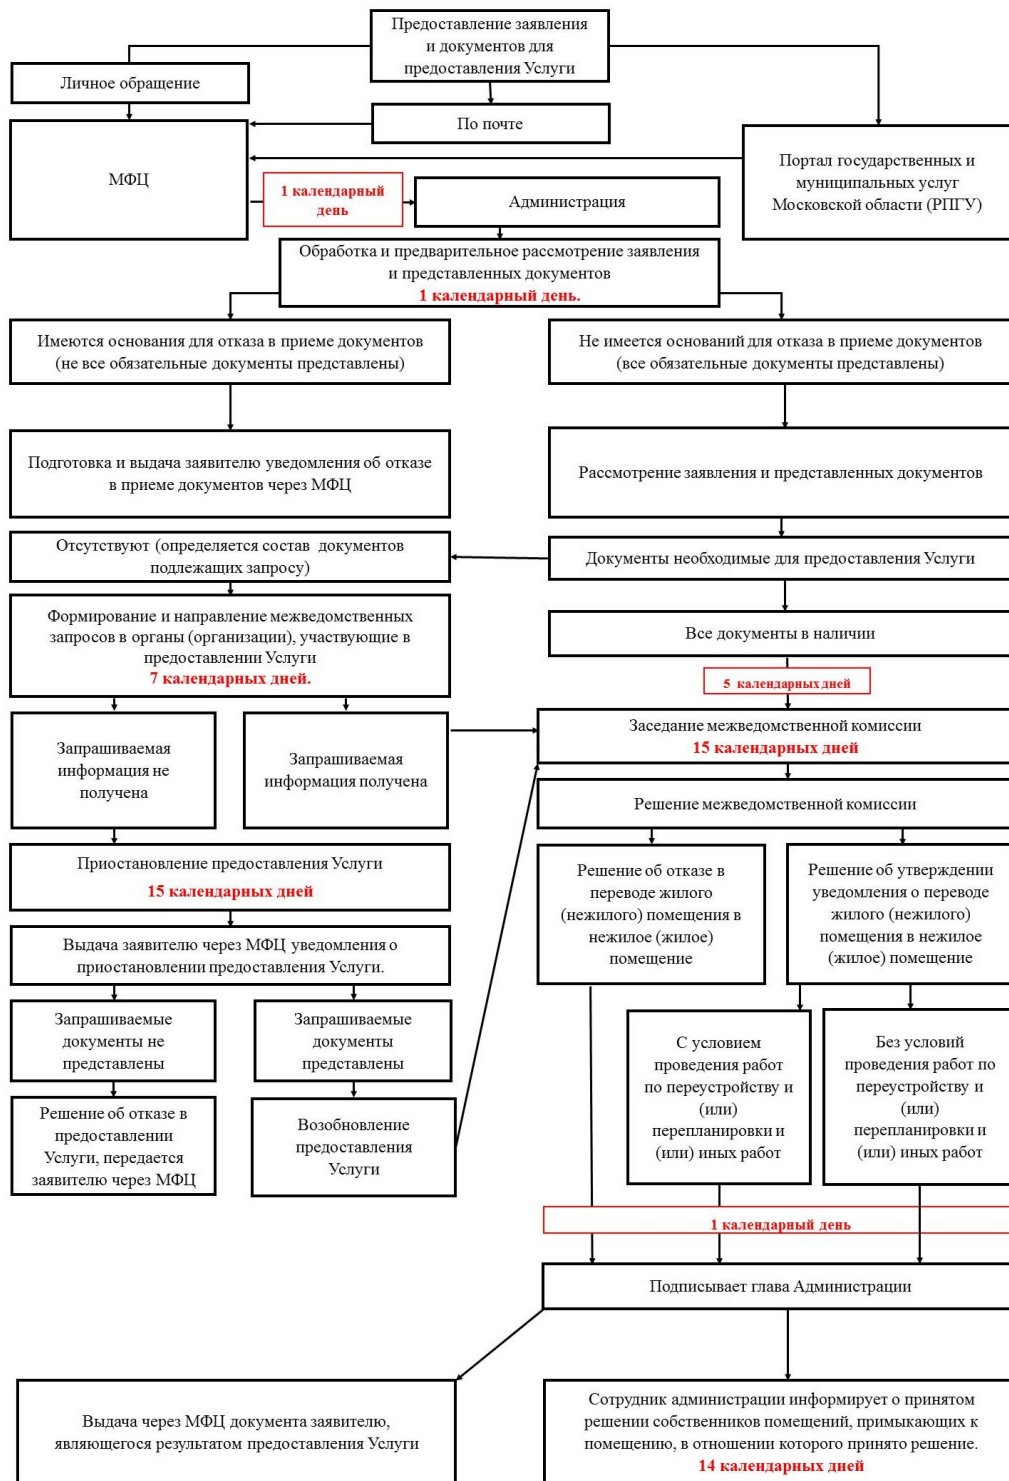 Предоставление заявления
и документов для
предоставления Услуги
Личное обращение
По почте
МФЦ
Портал государственных и
муниципальных услуг
Московской области (РПГУ)
1 календарный
день
Администрация
Обработка и предварительное рассмотрение заявления
и представленных документов
1 календарный день.
Имеются основания для отказа в приеме документов
(не все обязательные документы представлены)
Не имеется оснований для отказа в приеме документов
(все обязательные документы представлены)
Подготовка и выдача заявителю уведомления об отказе
в приеме документов через МФЦ
Рассмотрение заявления и представленных документов
Отсутствуют (определяется состав документов
подлежащих запросу)
Документы необходимые для предоставления Услуги
Формирование и направление межведомственных
запросов в органы (организации), участвующие в
предоставлении Услуги
7 календарных дней.
Все документы в наличии
5 календарных дней
Запрашиваемая
информация не
получена
Запрашиваемая
информация получена
Заседание межведомственной комиссии
15 календарных дней
Решение межведомственной комиссии
Приостановление предоставления Услуги
15 календарных дней
Решение об отказе в
переводе жилого
(нежилого) помещения в
нежилое (жилое)
помещение
Решение об утверждении
уведомления о переводе
жилого (нежилого)
помещения в нежилое
(жилое) помещение
Выдача заявителю через МФЦ уведомления о
приостановлении предоставления Услуги.
Запрашиваемые
документы не
представлены
Запрашиваемые
документы
представлены
С условием
проведения работ
по переустройству и
(или)
перепланировки и
(или) иных работ
Без условий
проведения работ по
переустройству и
(или)
перепланировки и
(или) иных работ
Решение об отказе в
предоставлении
Услуги, передается
заявителю через МФЦ
Возобновление
предоставления
Услуги
1 календарный день
Подписывает глава Администрации
Выдача через МФЦ документа заявителю,
являющегося результатом предоставления Услуги
Сотрудник администрации информирует о принятом
решении собственников помещений, примыкающих к
помещению, в отношении которого принято решение.
14 календарных дней